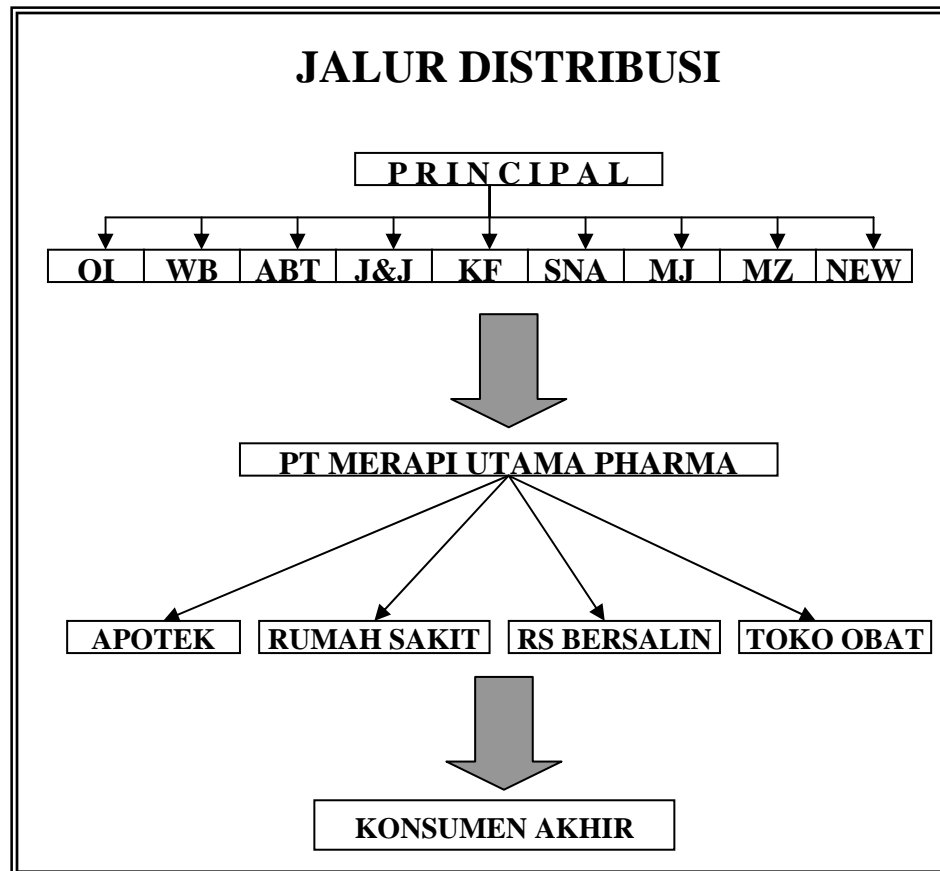 JALUR DISTRIBUSI
P R I N C I P A L
OI WB ABT J&J KF SNA MJ MZ NEW
PT MERAPI UTAMA PHARMA
APOTEK RUMAH SAKIT RS BERSALIN TOKO OBAT
KONSUMEN AKHIR